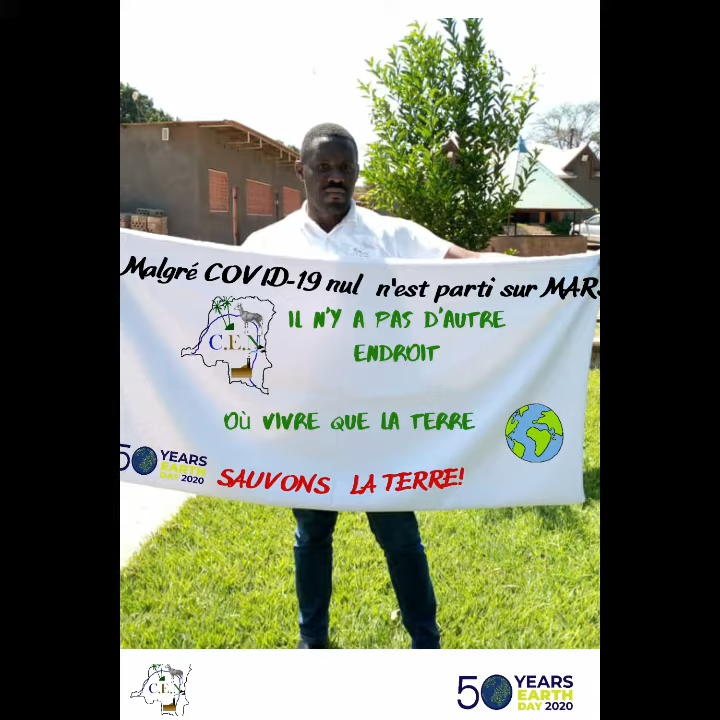 Malgré COVID-19 nul n'est parti sur MARS
IL N'Y A PAS D'AUTRE
ENDROIT
C.E.N
OÙ VIVRE QUE LA TERRE
50 YEARS
EARTH
DAY 2020
SAUVONS LA TERRE!
C.E.N
50 YEARS
EARTH
DAY 2020